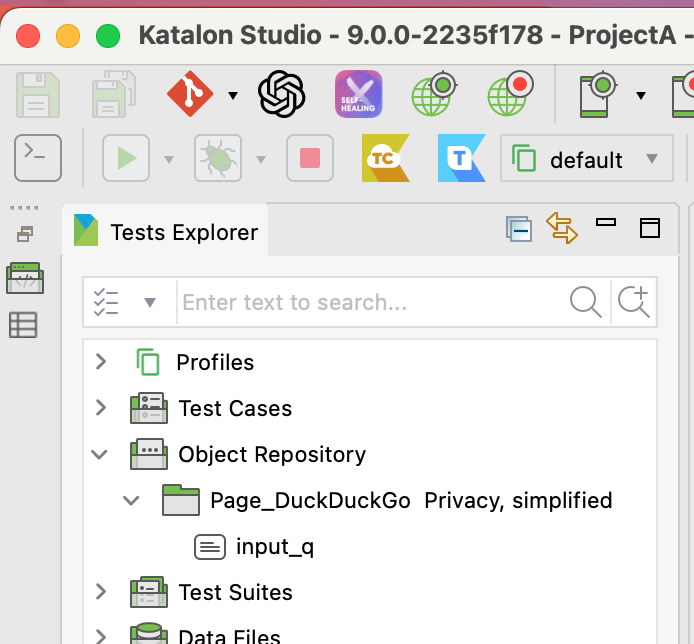 Katalon Studio - 9.0.0-2235f178 - ProjectA -
SELF-
HEALING
>-
TC
T
default
Tests Explorer
Enter text to search...
Profiles
Test Cases
Object Repository
Page_DuckDuckGo  Privacy, simplified
input_q
Test Suites
Data Files